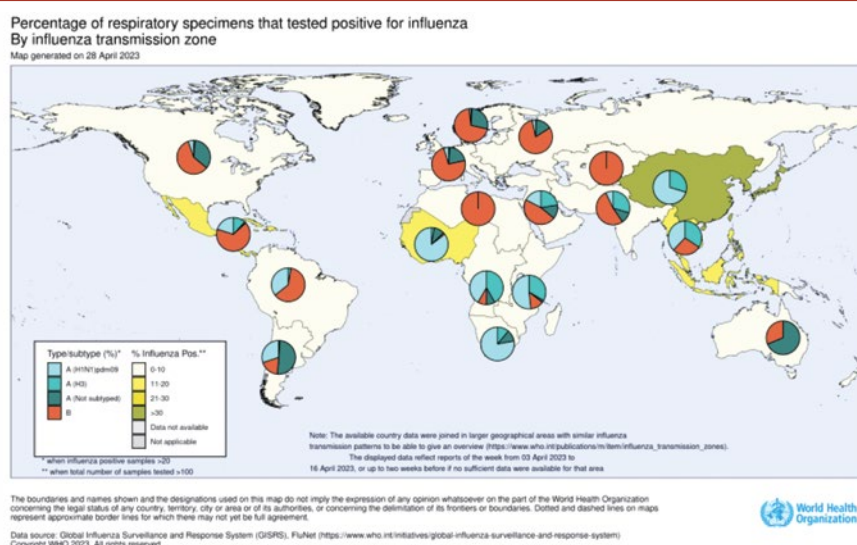 Percentage of respiratory specimens that tested positive for influenza
By influenza transmission zone
Map generated on 28 April 2023
Type/subtype (%)*
A (H1N1)pdm09
A (H3)
A (Not subtyped)
B
% Influenza Pos.**
0-10
11-20
21-30
>30
Data not available
Not applicable
* when influenza positive samples >20
** when total number of samples tested >100
Note: The available country data were joined in larger geographical areas with similar influenza
transmission patterns to be able to give an overview (https://www.who.int/publications/m/item/influenza_transmission_zones).
The displayed data reflect reports of the week from 03 April 2023 to
16 April 2023, or up to two weeks before if no sufficient data were available for that area
The boundaries and names shown and the designations used on this map do not imply the expression of any opinion whatsoever on the part of the World Health Organization
concerning the legal status of any country, territory, city or area or of its authorities, or concerning the delimitation of its frontiers or boundaries. Dotted and dashed lines on maps
represent approximate border lines for which there may not yet be full agreement.
World Health
Organization
Data source: Global Influenza Surveillance and Response System (GISRS), FluNet (https://www.who.int/initiatives/global-influenza-surveillance-and-response-system)
Copyright WHO 2023. All rights reserved.